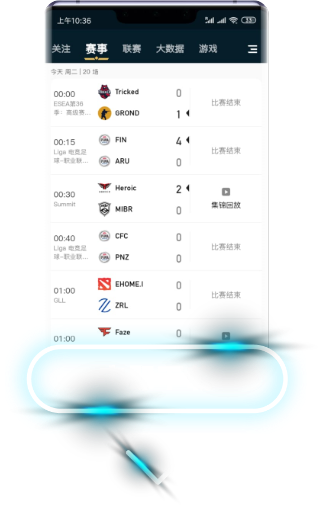 上午10:36
33
关注 赛事 联赛 大数据 游戏
今天 周二 | 20 场
00:00 Tricked 0
ESEA第36
季：高级赛... GROND 1
比赛结束
00:15 FIN 4
Liga 电竞足
球-职业联... ARU 0
比赛结束
00:30 Heroic 2
Summit MIBR 0
集锦回放
00:40 CFC 0
Liga 电竞足
球-职业联... PNZ 0
比赛结束
01:00 EHOME.I 0
GLL ZRL 0
比赛结束
01:00 Faze 0